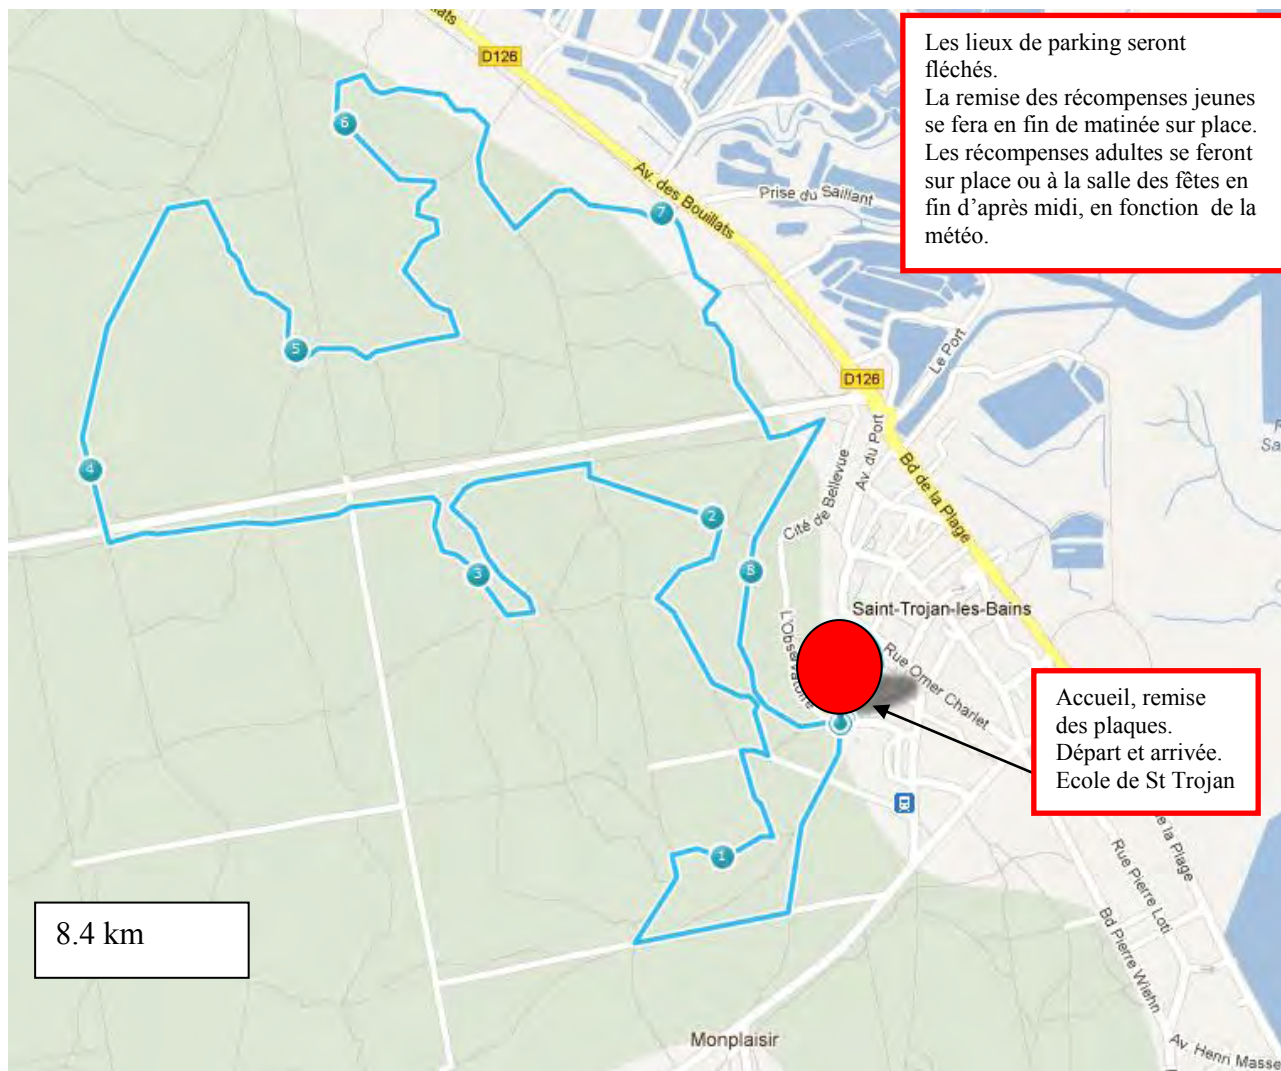 Les lieux de parking seront
fléchés.
La remise des récompenses jeunes
se fera en fin de matinée sur place.
Les récompenses adultes se feront
sur place ou à la salle des fêtes en
fin d'après midi, en fonction de la
météo.
D126
6
Av. des Bouillats
Prise du Saillant
7
5
Le Port
D126
4
Av. du Port
Bd de la Plage
Cité de Bellevue
2
3
8
Saint-Trojan-les-Bains
Rue Omer Charlet
Accueil, remise
des plaques.
Départ et arrivée.
Ecole de St Trojan
1
8.4 km
de la Plage
Rue Pierre Loti
Bd Pierre Wiehn
Monplaisir
Av. Henri Masse